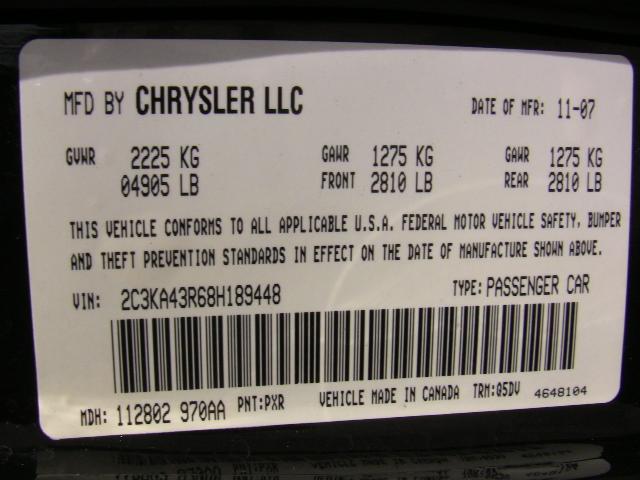 MFD BY CHRYSLER LLC DATE OF MFR: 11-07
GVWR 2225 KG GAWR 1275 KG GAWR 1275 KG
04905 LB FRONT 2810 LB REAR 2810 LB
THIS VEHICLE CONFORMS TO ALL APPLICABLE U.S.A. FEDERAL MOTOR VEHICLE SAFETY, BUMPER
AND THEFT PREVENTION STANDARDS IN EFFECT ON THE DATE OF MANUFACTURE SHOWN ABOVE.
VIN: 2C3KA43R68H189448 TYPE: PASSENGER CAR
MDH: 112802 970AA PNT:PXR VEHICLE MADE IN CANADA TRM:Q5DV 4648104